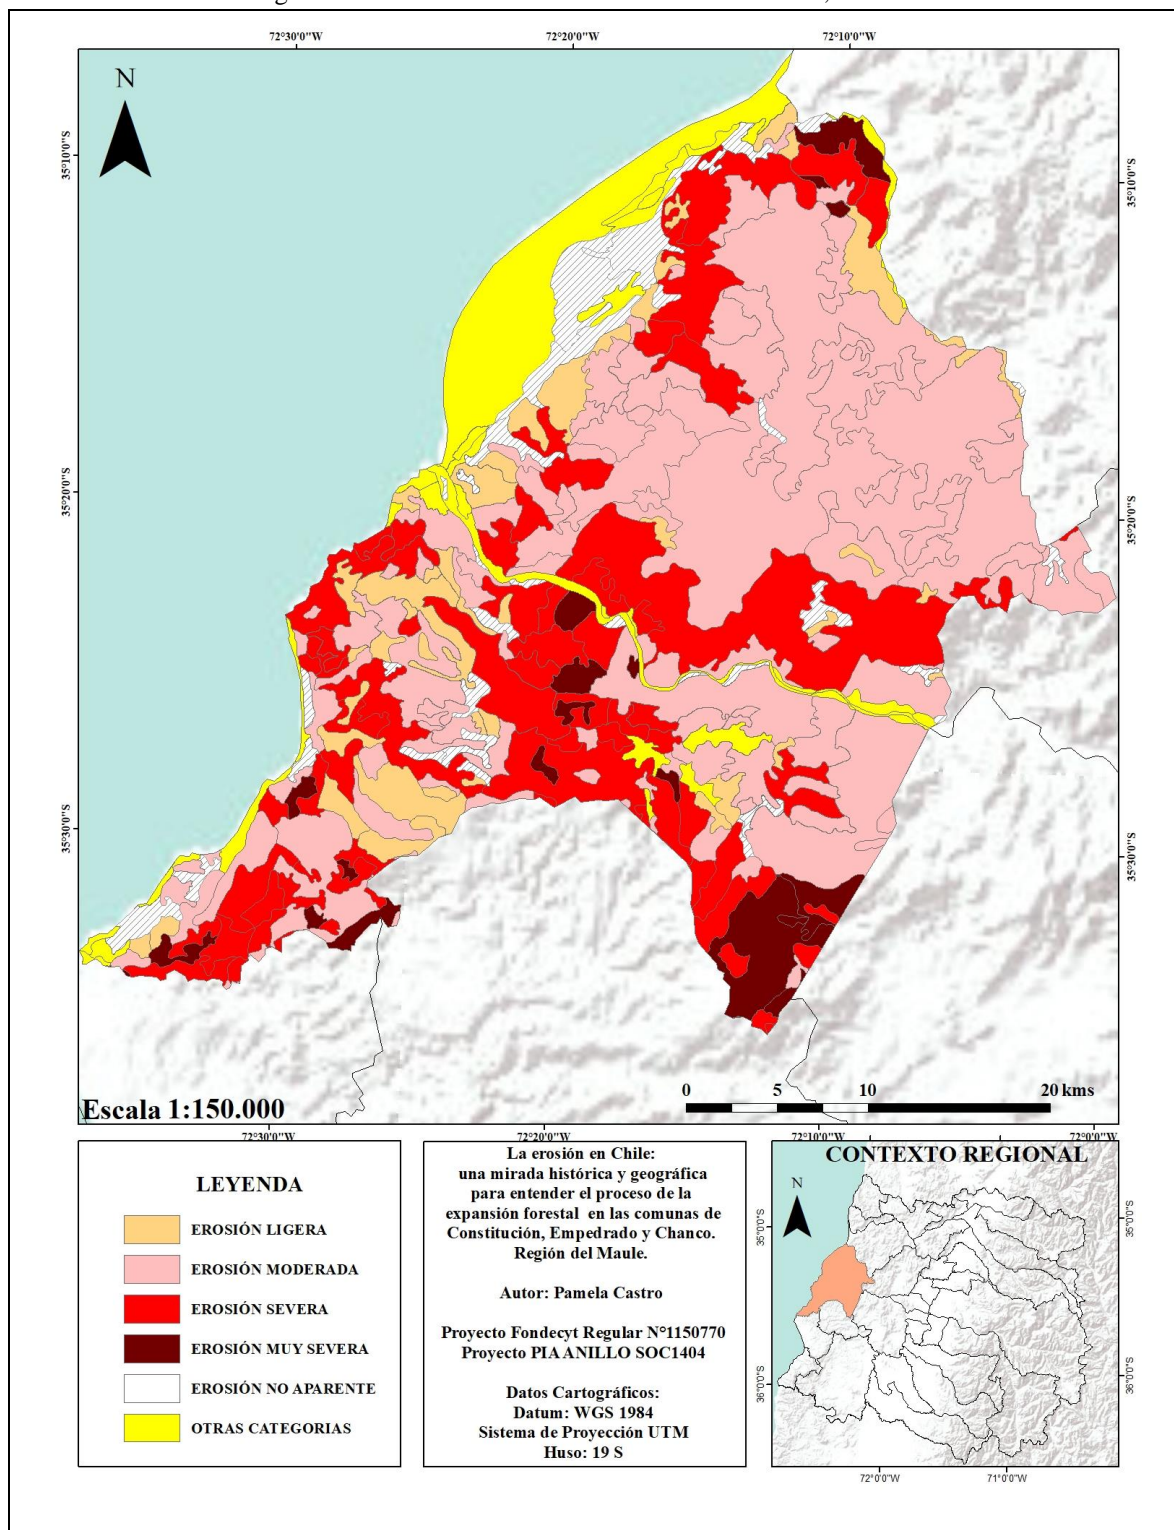 72°30'0"W
72°20'0"W
72°10'0"W
N
35°10'0"S
35°10'0"S
35°20'0"S
35°20'0"S
35°30'0"S
35°30'0"S
0 5 10 20 kms
Escala 1:150.000
72°30'0"W
72°20'0"W
72°10'0"W
72°0'0"W
LEYENDA
EROSIÓN LIGERA
EROSIÓN MODERADA
EROSIÓN SEVERA
EROSIÓN MUY SEVERA
EROSIÓN NO APARENTE
OTRAS CATEGORIAS
La erosión en Chile:
una mirada histórica y geográfica
para entender el proceso de la
expansión forestal en las comunas de
Constitución, Empedrado y Chanco.
Región del Maule.
Autor: Pamela Castro
Proyecto Fondecyt Regular N°1150770
Proyecto PIA ANILLO SOC1404
Datos Cartográficos:
Datum: WGS 1984
Sistema de Proyección UTM
Huso: 19 S
CONTEXTO REGIONAL
N
35°0'0"S
35°0'0"S
36°0'0"S
36°0'0"S
72°0'0"W
71°0'0"W